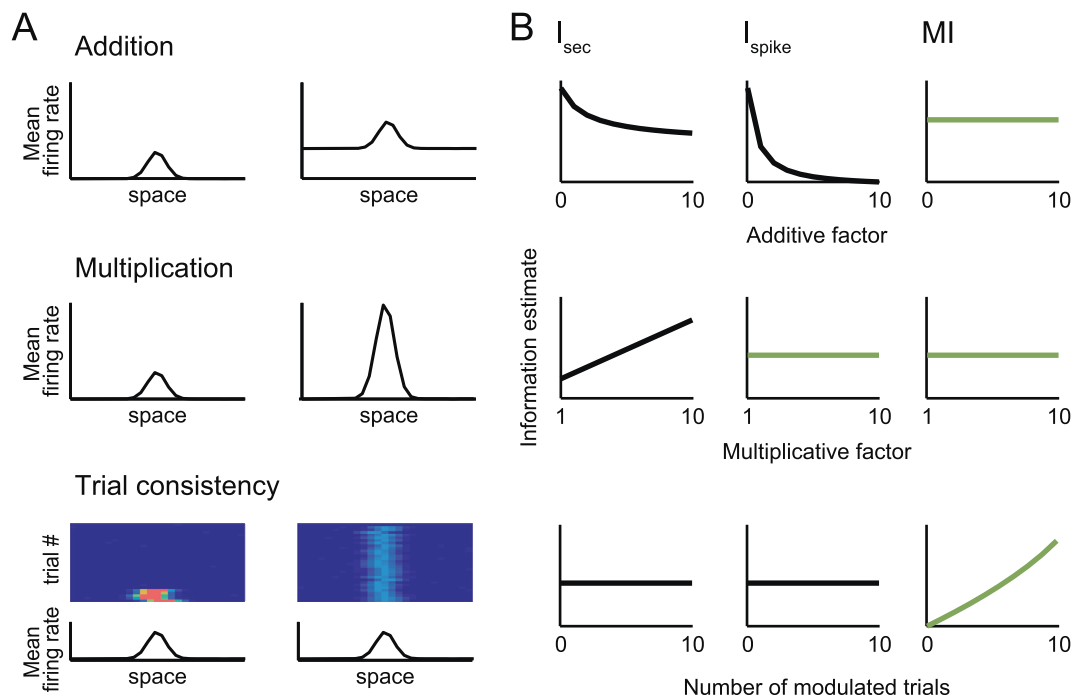 A
Addition
Mean
firing rate
space
space
Multiplication
Mean
firing rate
space
space
Trial consistency
trial #
Mean
firing rate
space
space
B
Isec
Ispike
MI
0 10
0 10
0 10
Additive factor
Information estimate
1 10
1 10
1 10
Multiplicative factor
0 10
0 10
0 10
Number of modulated trials